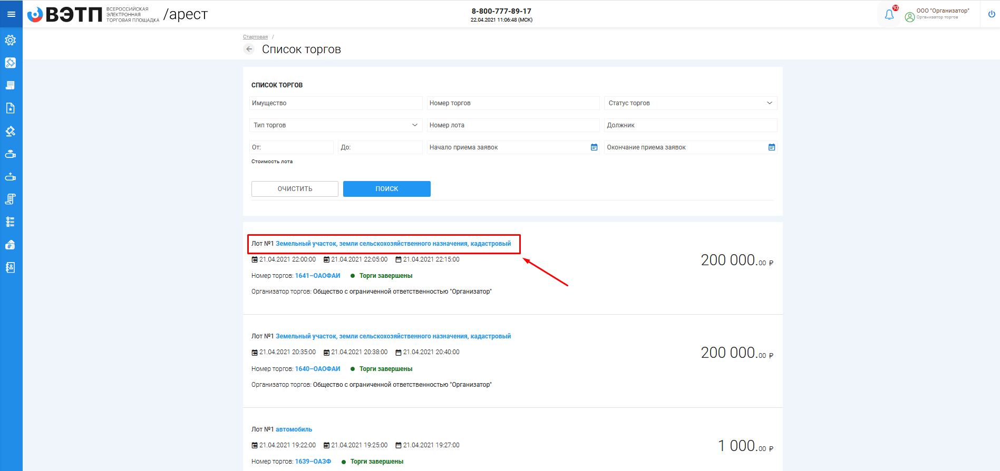 ВЭТП ВСЕРОССИЙСКАЯ ЭЛЕКТРОННАЯ ТОРГОВАЯ ПЛОЩАДКА /арест
8-800-777-89-17
22.04.2021 11:06:48 (МСК)
93
ООО "Организатор"
Организатор торгов
Стартовая /
Список торгов
СПИСОК ТОРГОВ
Имущество Номер торгов Статус торгов
Тип торгов Номер лота Должник
От: До: Начало приема заявок Окончание приема заявок
Стоимость лота
ОЧИСТИТЬ ПОИСК
Лот №1 Земельный участок, земли сельскохозяйственного назначения, кадастровый
21.04.2021 22:00:00 21.04.2021 22:05:00 21.04.2021 22:15:00
200 000.00 ₽
Номер торгов: 1641–ОАОФАИ Торги завершены
Организатор торгов: Общество с ограниченной ответственностью "Организатор"
Лот №1 Земельный участок, земли сельскохозяйственного назначения, кадастровый
21.04.2021 20:35:00 21.04.2021 20:38:00 21.04.2021 20:40:00
200 000.00 ₽
Номер торгов: 1640–ОАОФАИ Торги завершены
Организатор торгов: Общество с ограниченной ответственностью "Организатор"
Лот №1 автомобиль
21.04.2021 19:22:00 21.04.2021 19:25:00 21.04.2021 19:27:00
1 000.00 ₽
Номер торгов: 1639–ОАЗФ Торги завершены